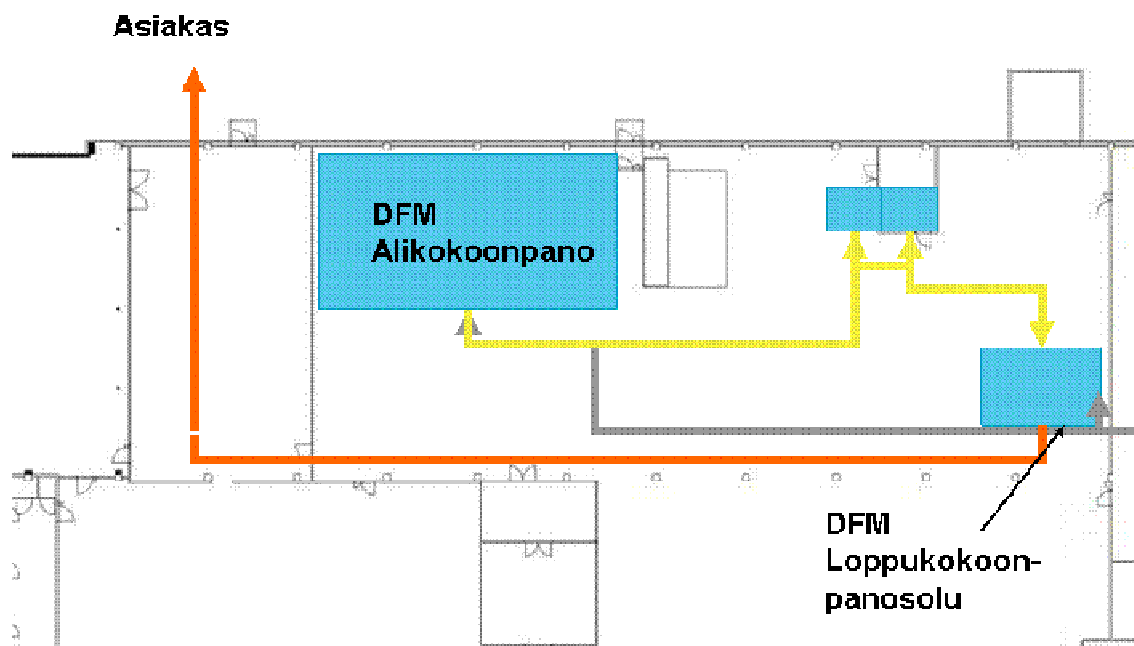 Asiakas
DFM
Alikokoonpano
DFM
Loppukokoon-
panosolu